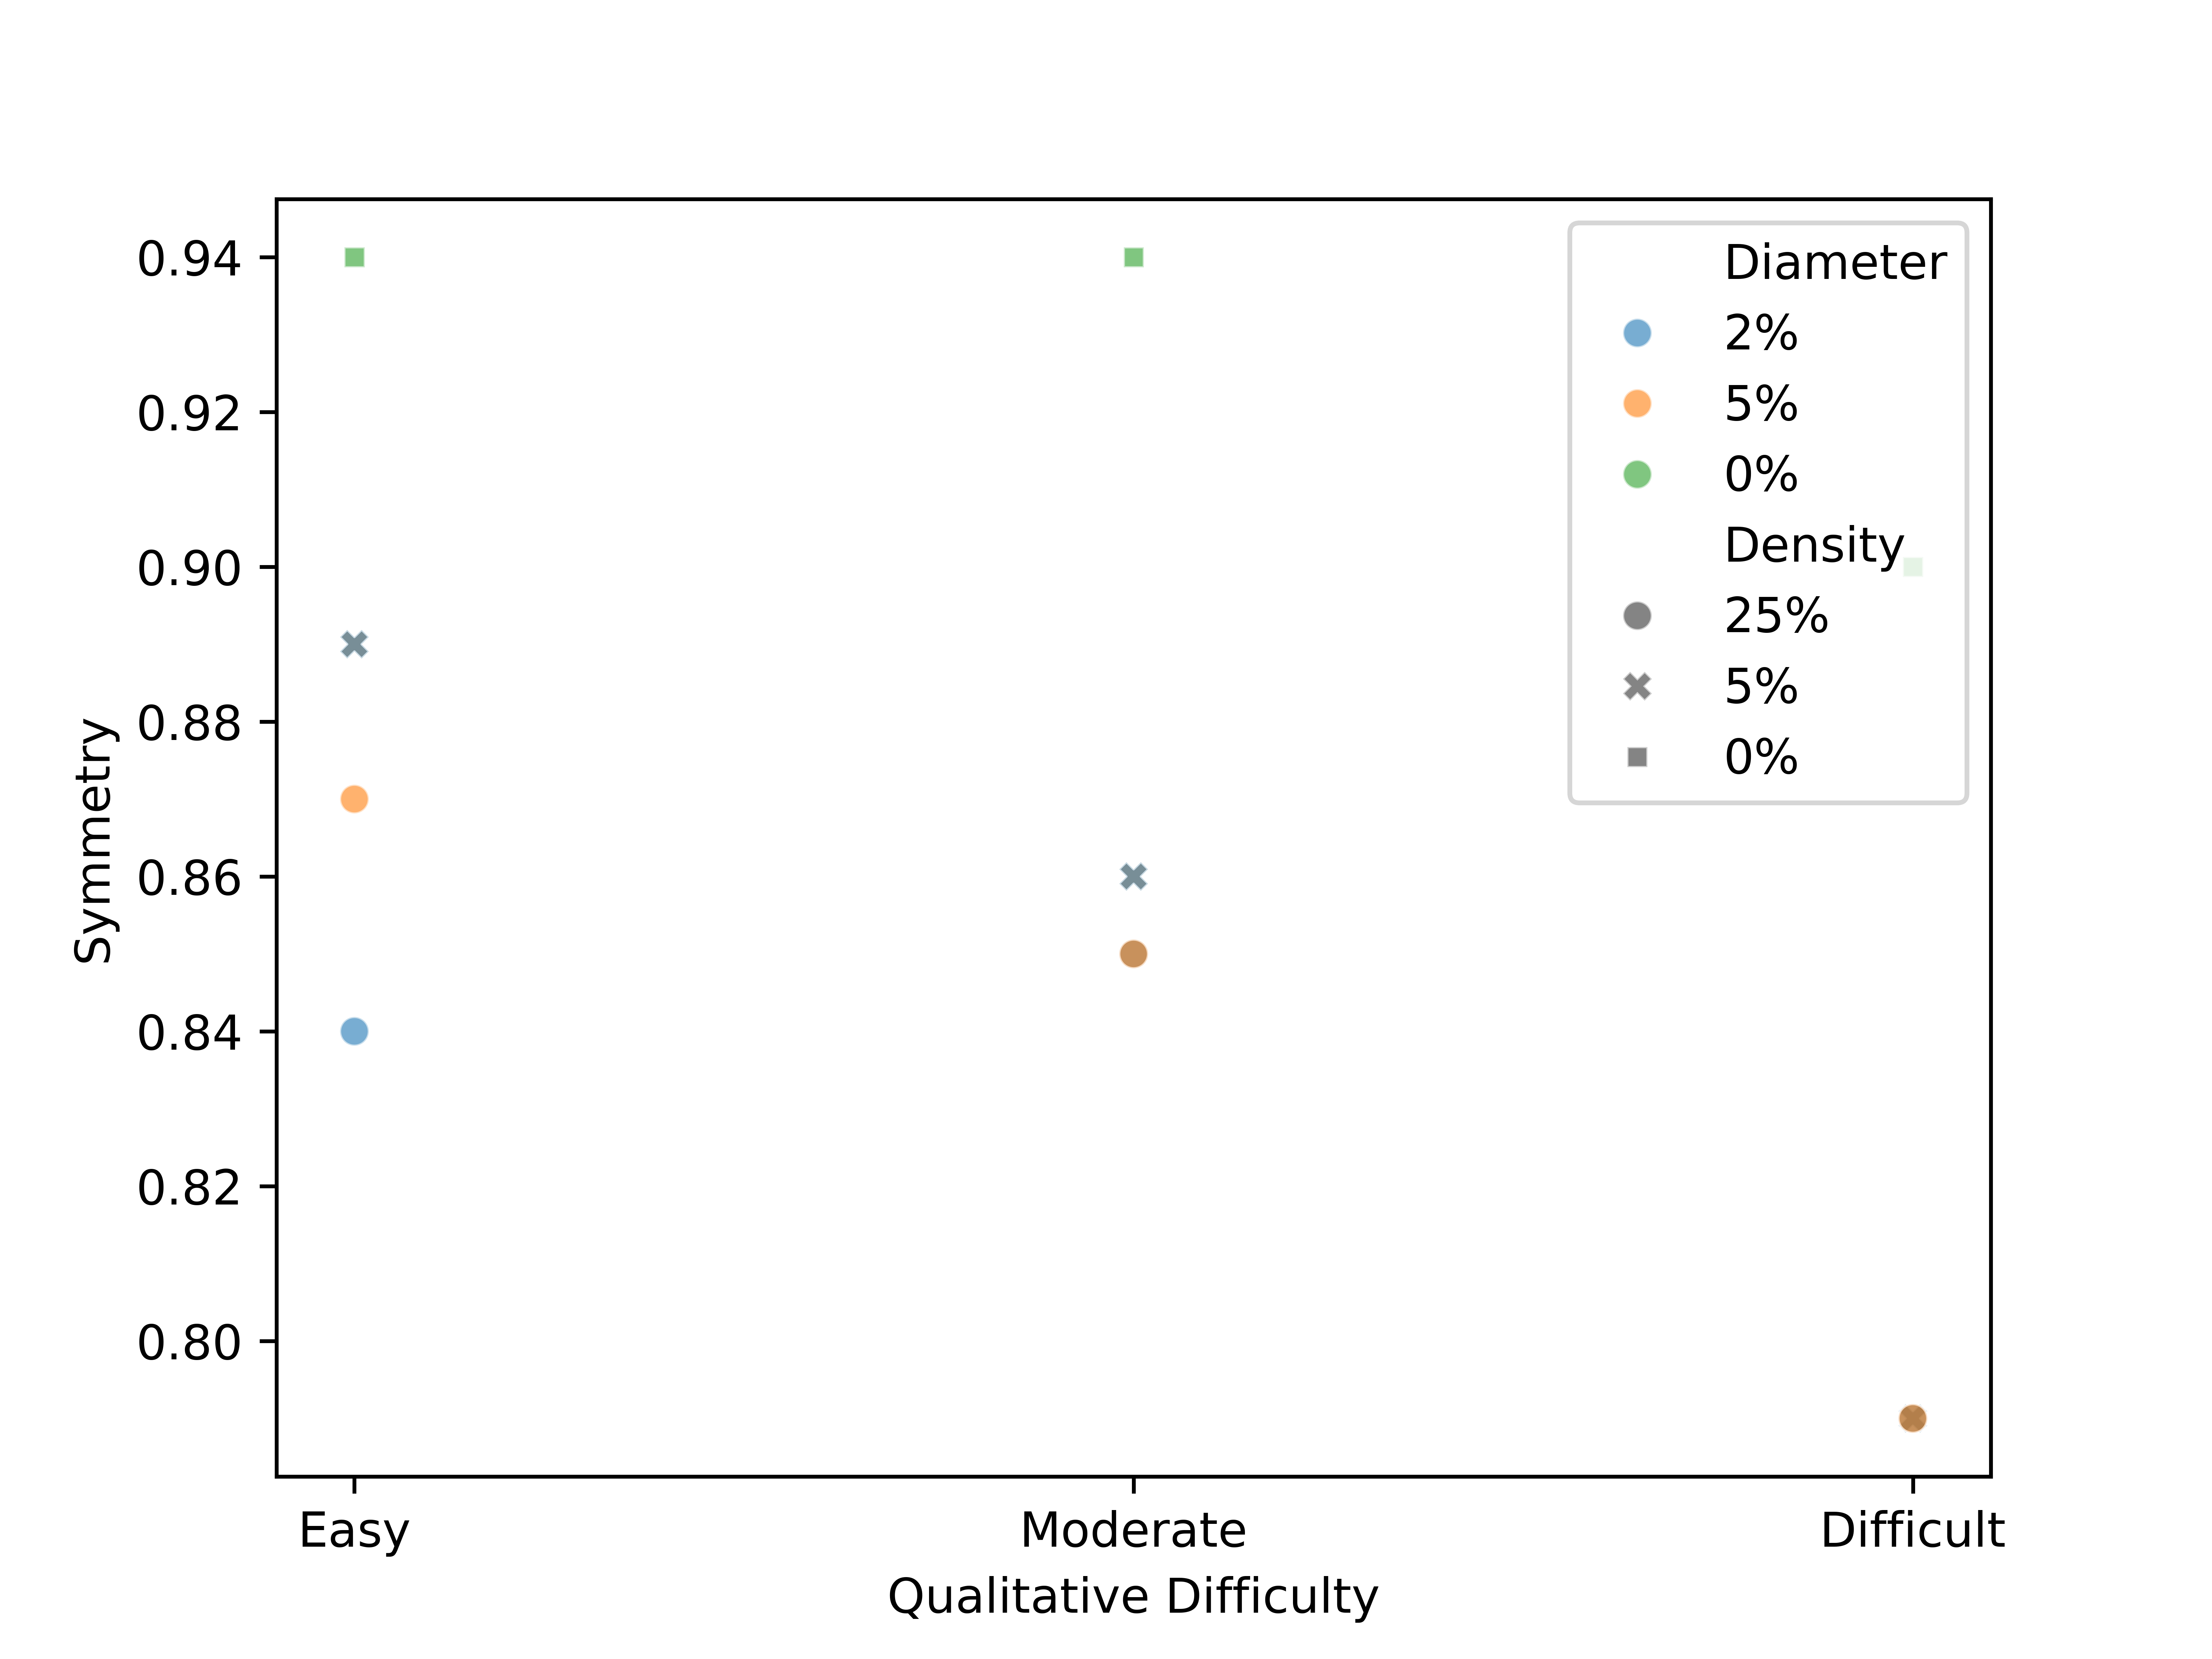 0.94
0.92
0.90
0.88
0.86
0.84
0.82
0.80
Symmetry
Easy
Moderate
Difficult
Qualitative Difficulty
Diameter
2%
5%
0%
Density
25%
5%
0%